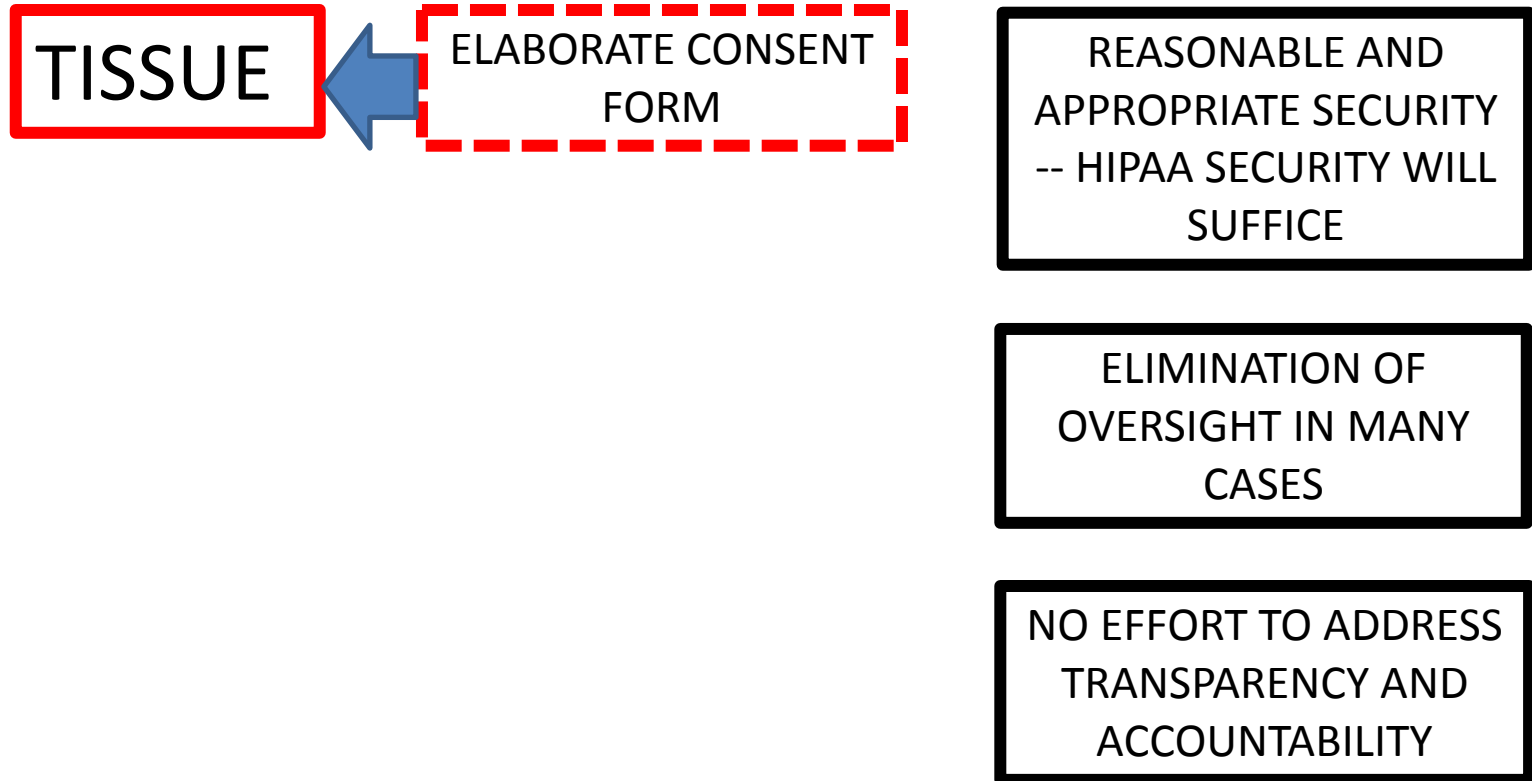 TISSUE
ELABORATE CONSENT
FORM
REASONABLE AND
APPROPRIATE SECURITY
-- HIPAA SECURITY WILL
SUFFICE
ELIMINATION OF
OVERSIGHT IN MANY
CASES
NO EFFORT TO ADDRESS
TRANSPARENCY AND
ACCOUNTABILITY